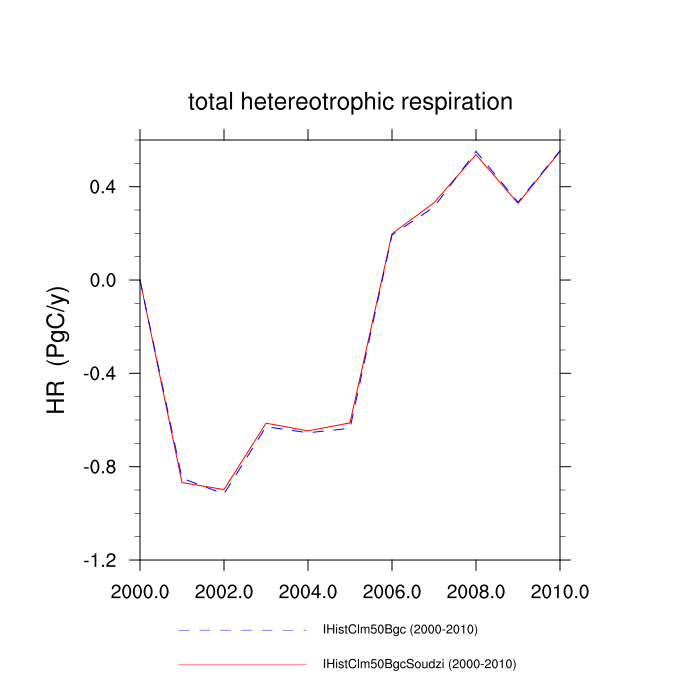 total hetereotrophic respiration
HR (PgC/y)
0.4
0.0
-0.4
-0.8
-1.2
2000.0 2002.0 2004.0 2006.0 2008.0 2010.0
IHistClm50Bgc (2000-2010)
IHistClm50BgcSoudzi (2000-2010)